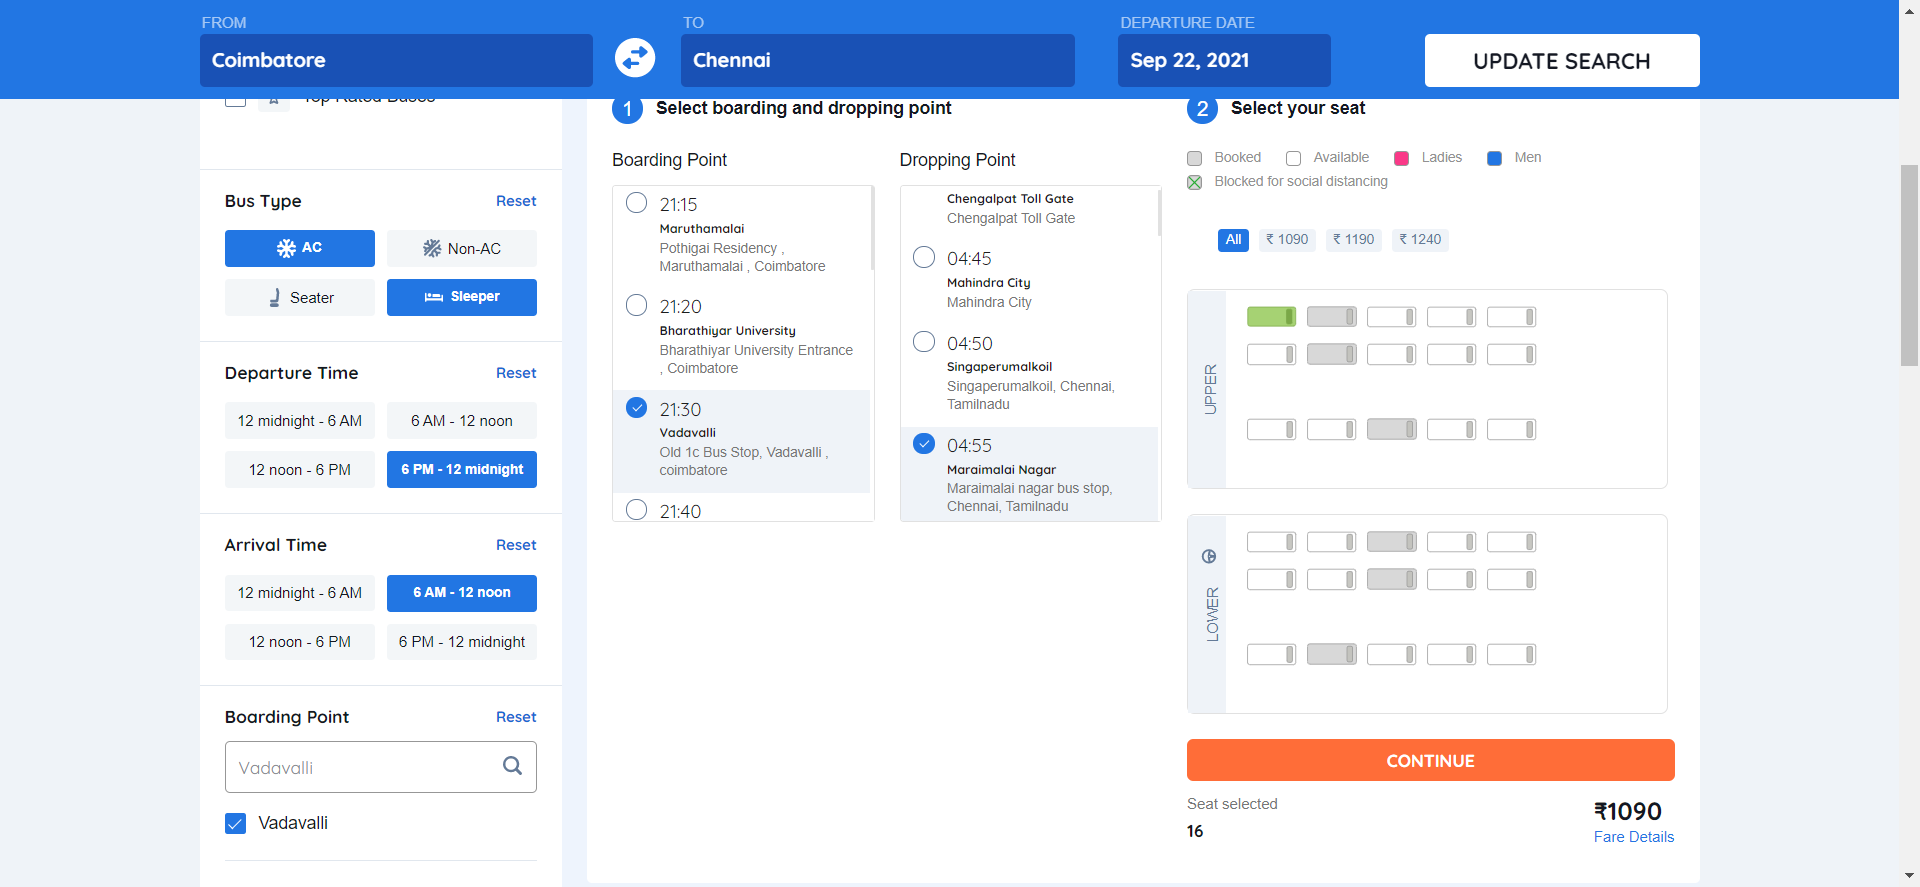 FROM
Coimbatore
TO
Chennai
DEPARTURE DATE
Sep 22, 2021
UPDATE SEARCH
Top Rated Buses
Bus Type
Reset
AC
Non-AC
Seater
Sleeper
Departure Time
Reset
12 midnight - 6 AM
6 AM - 12 noon
12 noon - 6 PM
6 PM - 12 midnight
Arrival Time
Reset
12 midnight - 6 AM
6 AM - 12 noon
12 noon - 6 PM
6 PM - 12 midnight
Boarding Point
Reset
Vadavalli
Vadavalli
1 Select boarding and dropping point
Boarding Point
21:15
Maruthamalai
Pothigai Residency ,
Maruthamalai , Coimbatore
21:20
Bharathiyar University
Bharathiyar University Entrance
, Coimbatore
21:30
Vadavalli
Old 1c Bus Stop, Vadavalli ,
coimbatore
21:40
Dropping Point
Chengalpat Toll Gate
Chengalpat Toll Gate
04:45
Mahindra City
Mahindra City
04:50
Singaperumalkoil
Singaperumalkoil, Chennai,
Tamilnadu
04:55
Maraimalai Nagar
Maraimalai nagar bus stop,
Chennai, Tamilnadu
2 Select your seat
Booked
Available
Ladies
Men
Blocked for social distancing
All
₹ 1090
₹ 1190
₹ 1240
UPPER
LOWER
CONTINUE
Seat selected
16
₹1090
Fare Details